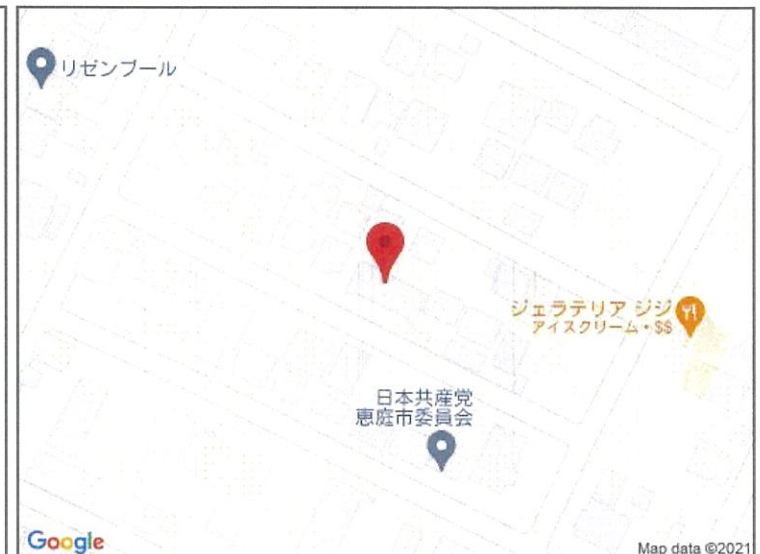 リゼンブール
ジェラテリア ジジ
アイスクリーム・$$
日本共産党
恵庭市委員会
Google
Map data ©2021